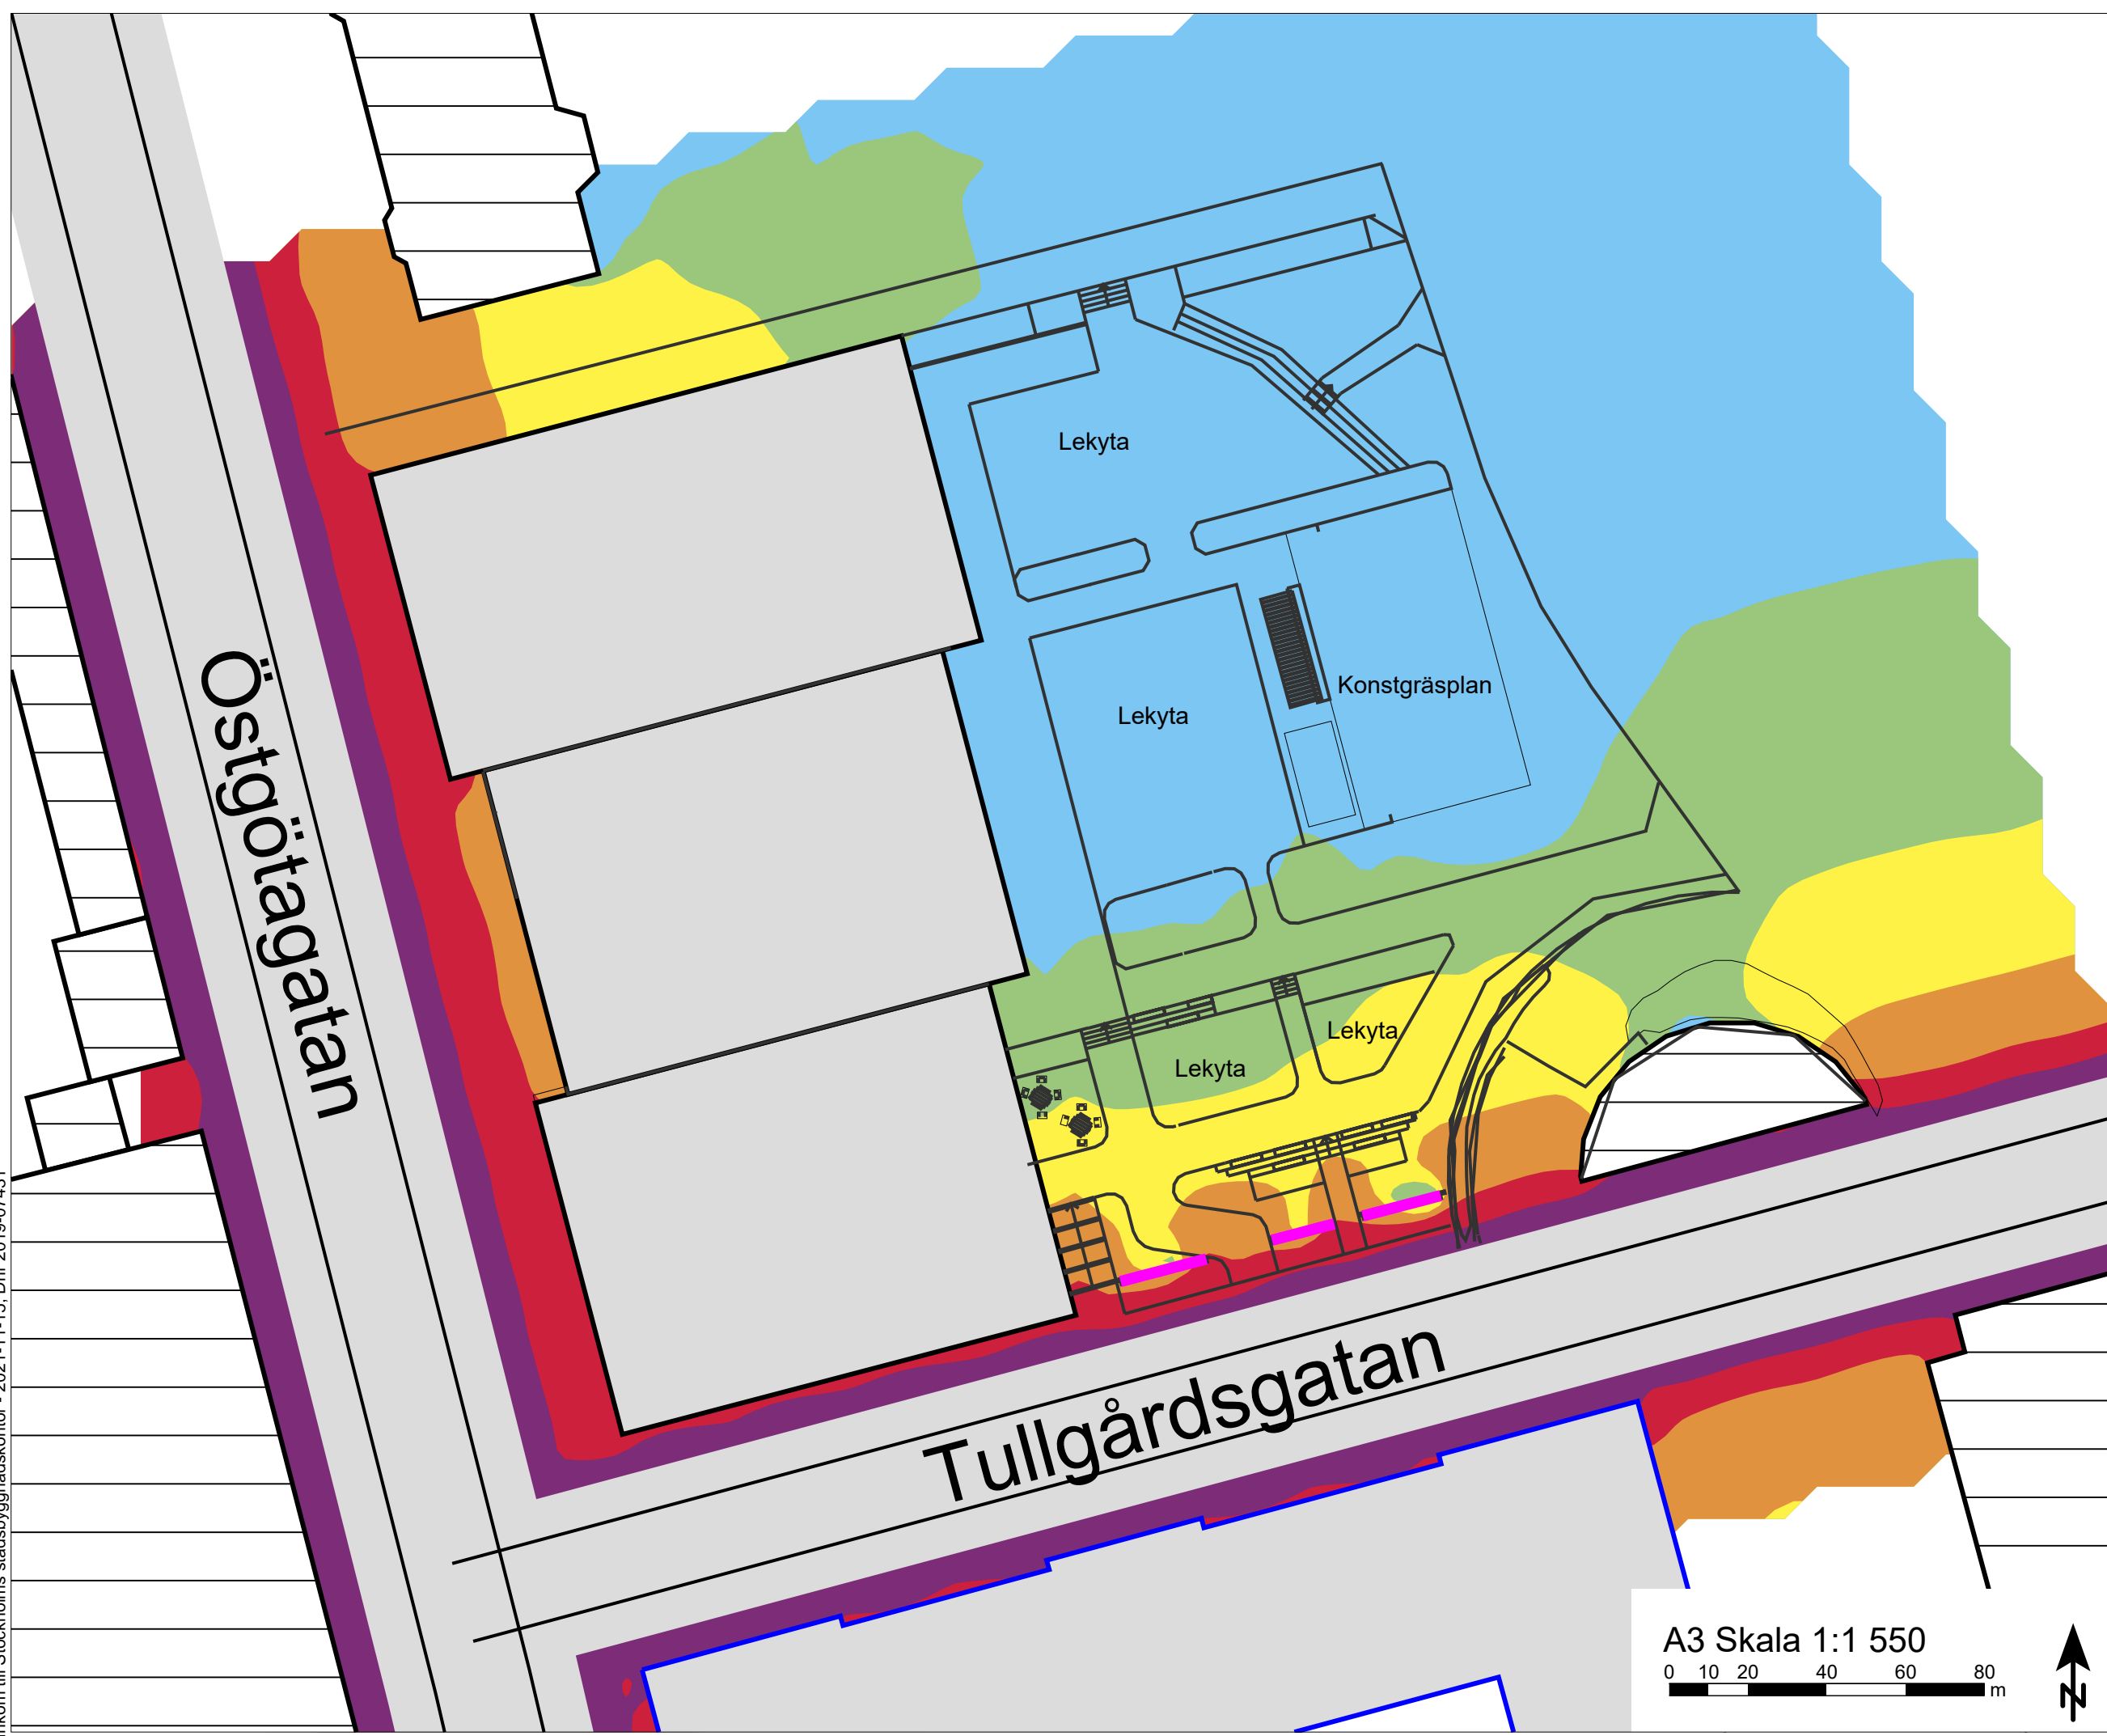 Lekyta
Konstgräsplan
Lekyta
Östgötagatan
Lekyta
Lekyta
Tullgårdsgatan
A3 Skala 1:1 550
0 10 20 40 60 80
m
N